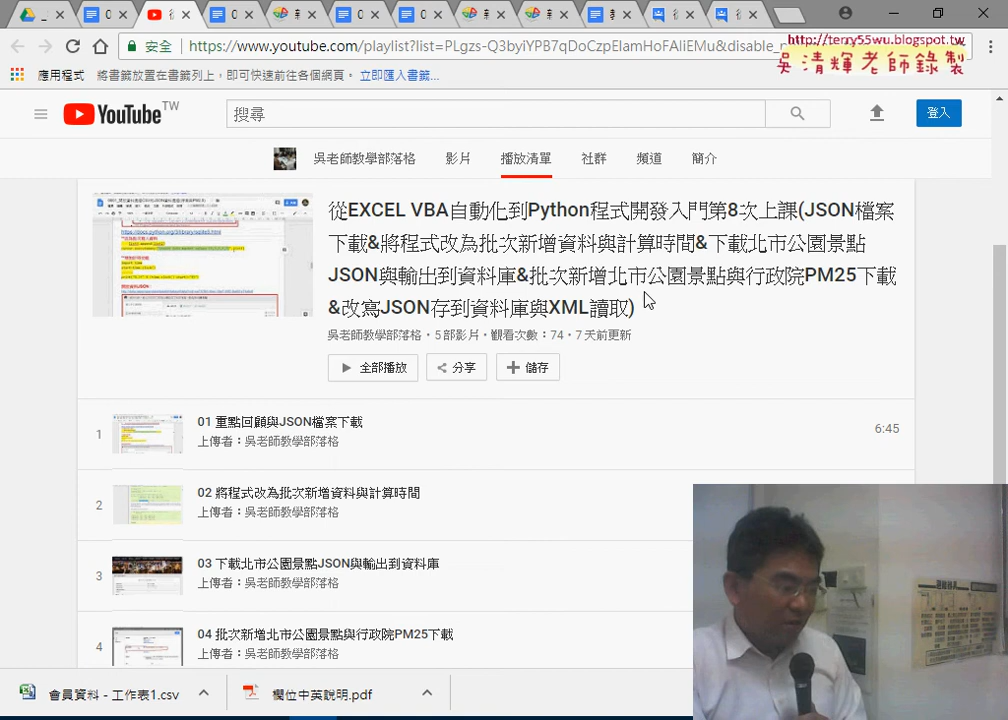 安全
https://www.youtube.com/playlist?list=PLgzs-Q3byiYPB7qDoCzpElamHoFAIiEMu&disable_
http://terry55wu.blogspot.tw
吳清輝老師錄製
應用程式
將書籤放置在書籤列上，即可快速前往各個網頁。
立即匯入書籤...
YouTube TW
搜尋
登入
吳老師教學部落格
影片
播放清單
社群
頻道
簡介
從EXCEL VBA自動化到Python程式開發入門第8次上課(JSON檔案
下載&將程式改為批次新增資料與計算時間&下載北市公園景點
JSON與輸出到資料庫&批次新增北市公園景點與行政院PM25下載
&改寫JSON存到資料庫與XML讀取)
吳老師教學部落格・5 部影片・觀看次數：74・7 天前更新
全部播放
分享
儲存
1
01 重點回顧與JSON檔案下載
上傳者：吳老師教學部落格
6:45
2
02 將程式改為批次新增資料與計算時間
上傳者：吳老師教學部落格
3
03 下載北市公園景點JSON與輸出到資料庫
上傳者：吳老師教學部落格
4
04 批次新增北市公園景點與行政院PM25下載
上傳者：吳老師教學部落格
會員資料 - 工作表1.csv
欄位中英說明.pdf